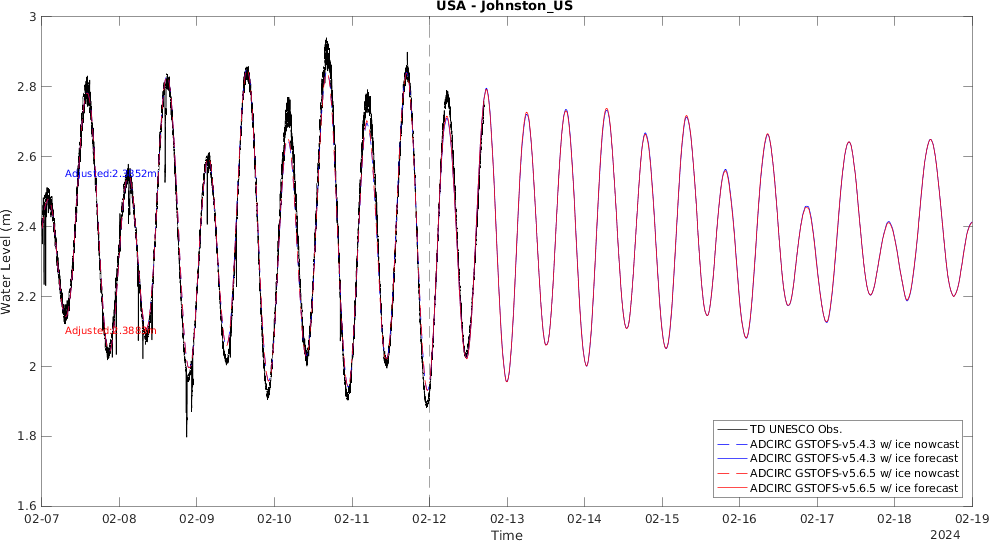 USA - Johnston_US
3
2.8
2.6
2.4
2.2
2
1.8
1.6
Water Level (m)
Adjusted:2.3352m
TD UNESCO Obs.
ADCIRC GSTOFS-v5.4.3 w/ ice nowcast
ADCIRC GSTOFS-v5.4.3 w/ ice forecast
ADCIRC GSTOFS-v5.6.5 w/ ice nowcast
ADCIRC GSTOFS-v5.6.5 w/ ice forecast
02-07 02-08 02-09 02-10 02-11 02-12 02-13 02-14 02-15 02-16 02-17 02-18 02-19
Time
2024